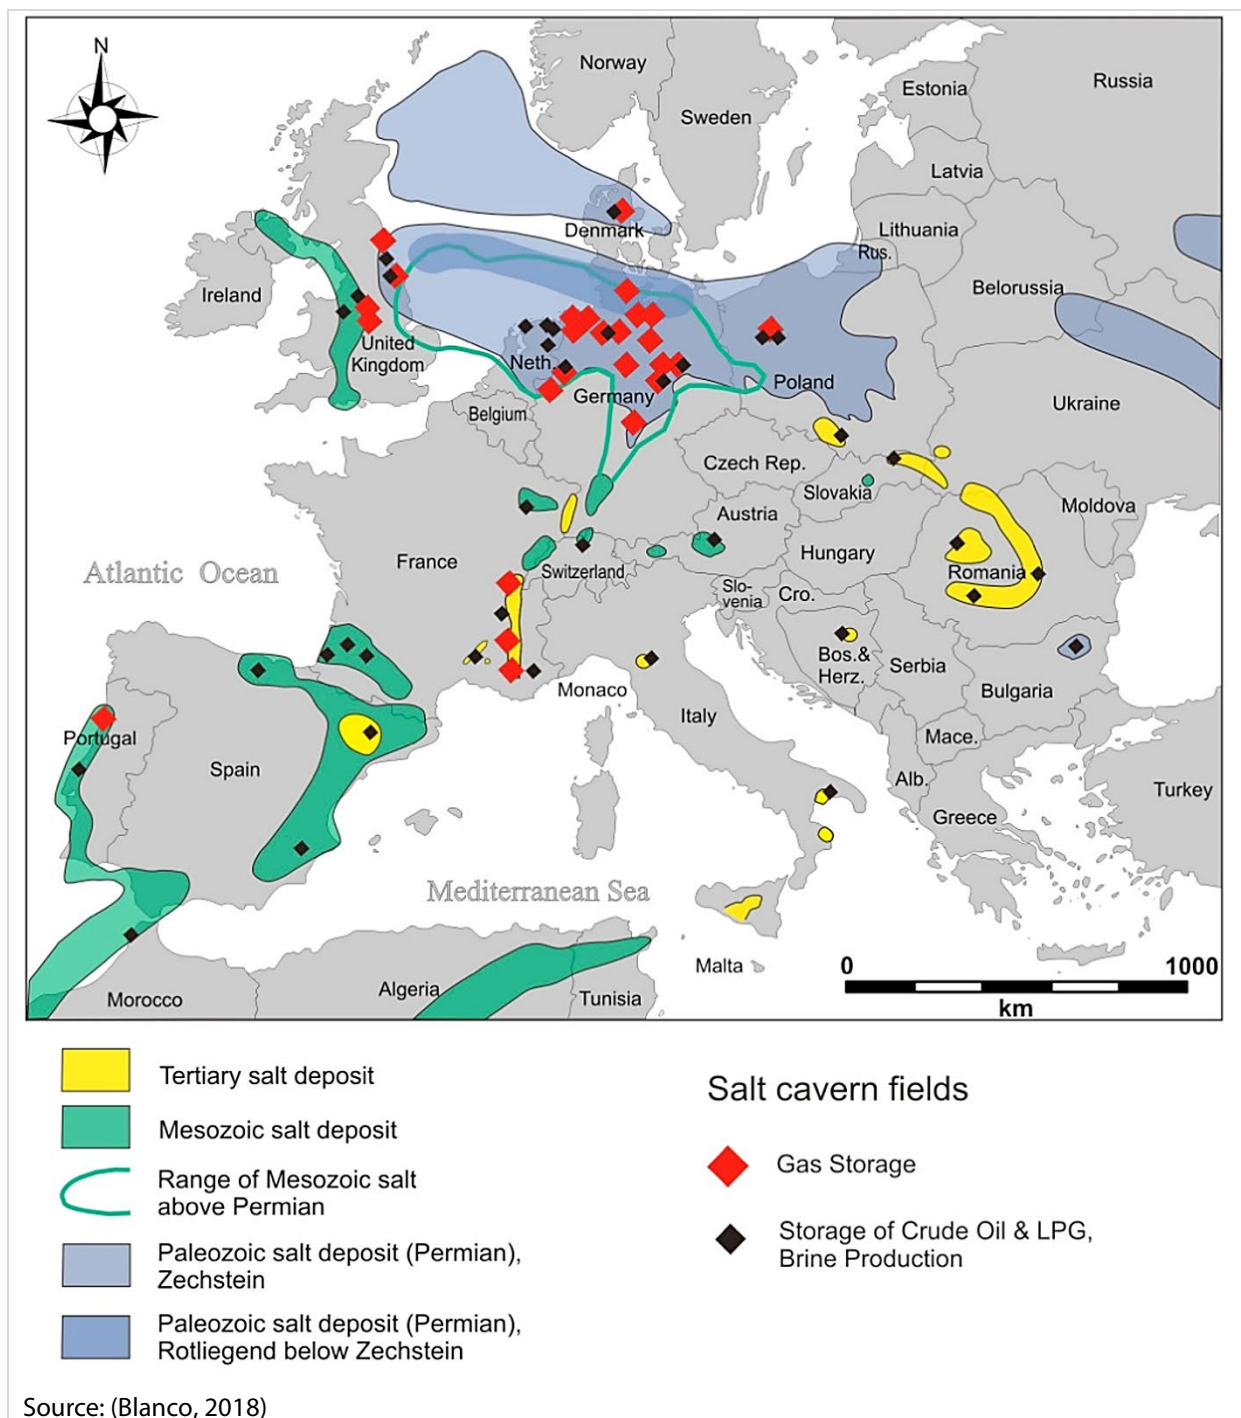 N
Norway
Sweden
Estonia
Russia
Latvia
Lithuania
Rus.
Belorussia
Denmark
Ireland
United
Kingdom
Neth.
Germany
Poland
Belgium
Ukraine
Czech Rep.
Slovakia
Moldova
Austria
Hungary
France
Switzerland
Atlantic Ocean
Slo-
venia
Cro.
Romania
Bos.&
Herz.
Serbia
Bulgaria
Monaco
Italy
Mace.
Portugal
Spain
Alb.
Greece
Turkey
Mediterranean Sea
Malta
Morocco
Algeria
Tunisia
0
1000
km
Tertiary salt deposit
Mesozoic salt deposit
Range of Mesozoic salt
above Permian
Paleozoic salt deposit (Permian),
Zechstein
Paleozoic salt deposit (Permian),
Rotliegend below Zechstein
Salt cavern fields
Gas Storage
Storage of Crude Oil & LPG,
Brine Production
Source: (Blanco, 2018)